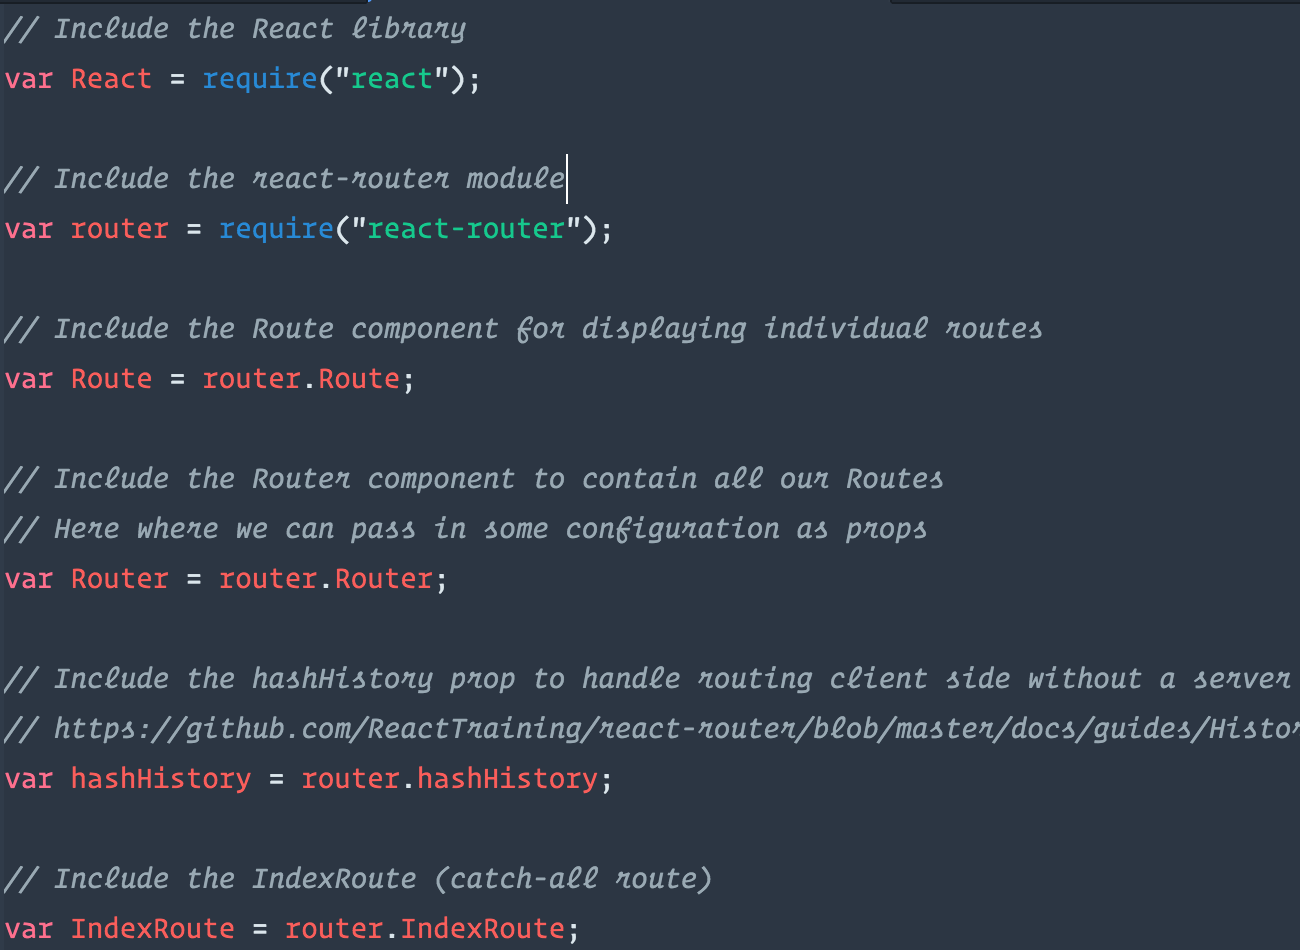 // Include the React library
var React = require("react");
// Include the react-router module
var router = require("react-router");
// Include the Route component for displaying individual routes
var Route = router.Route;
// Include the Router component to contain all our Routes
// Here where we can pass in some configuration as props
var Router = router.Router;
// Include the hashHistory prop to handle routing client side without a server
// https://github.com/ReactTraining/react-router/blob/master/docs/guides/Histor
var hashHistory = router.hashHistory;
// Include the IndexRoute (catch-all route)
var IndexRoute = router.IndexRoute;